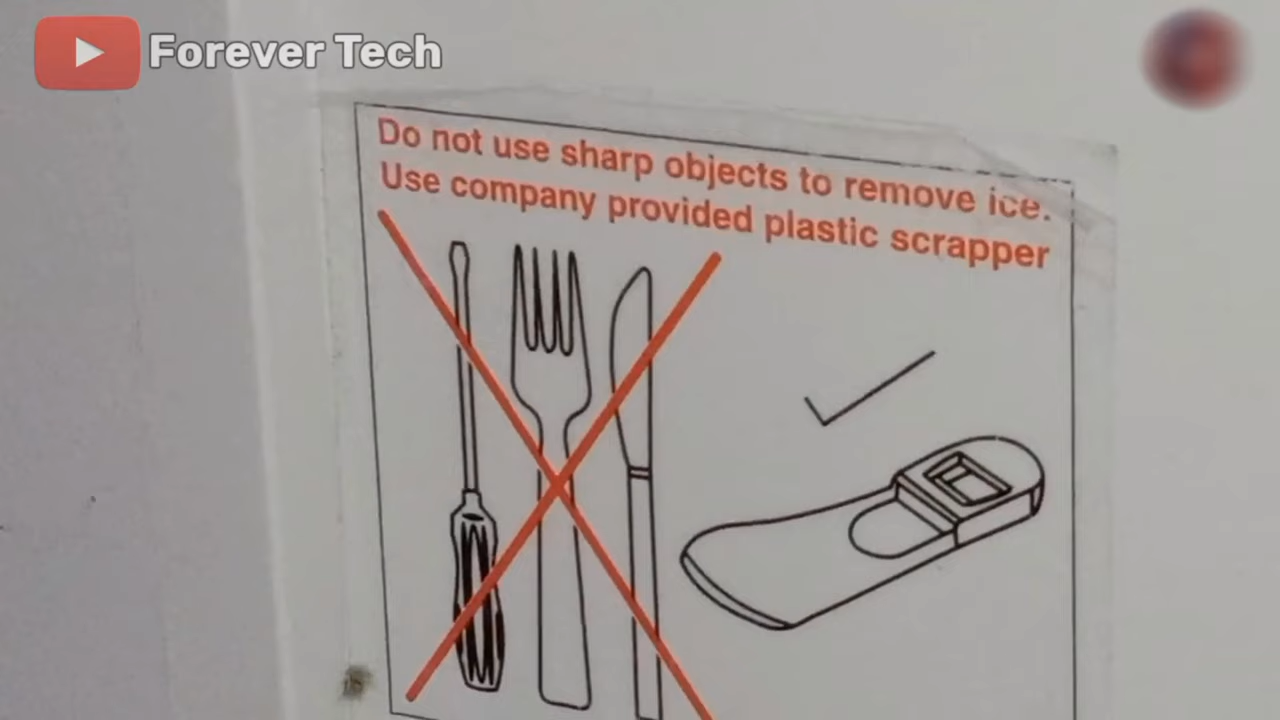 Forever Tech
Do not use sharp objects to remove ice.
Use company provided plastic scrapper